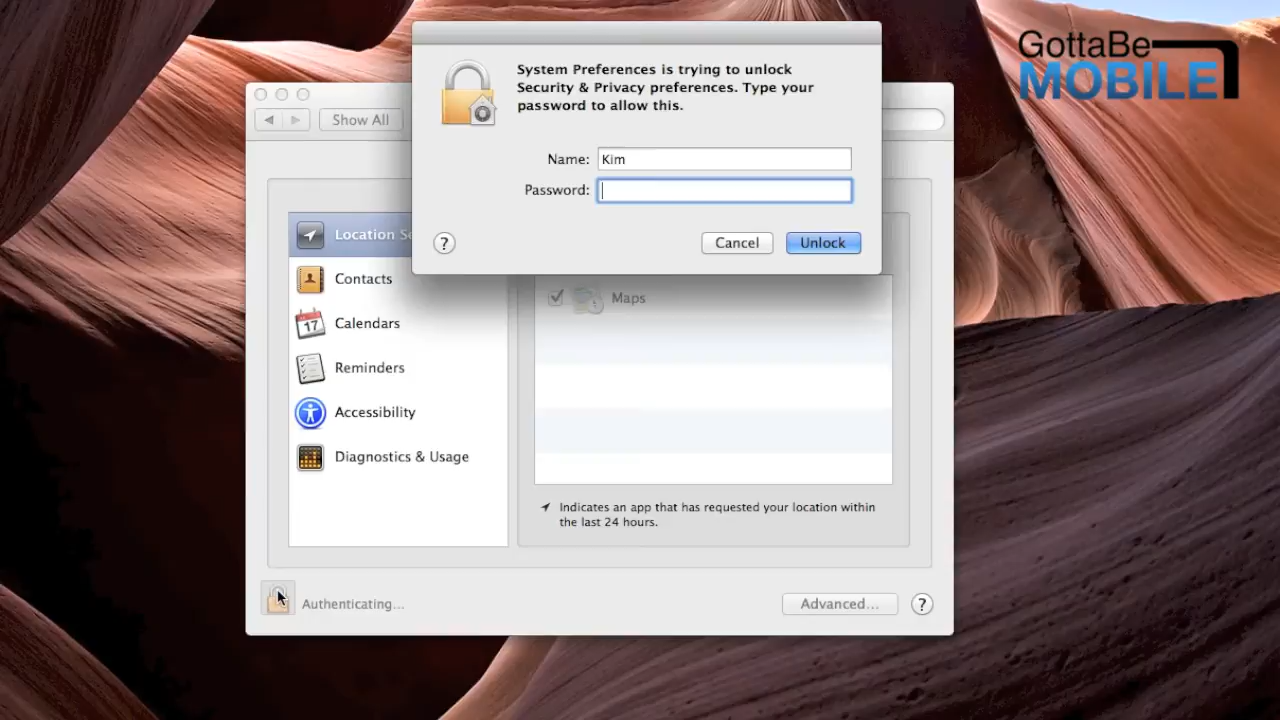 GottaBe
MOBILE
System Preferences is trying to unlock
Security & Privacy preferences. Type your
password to allow this.
Name: Kim
Password:
?
Cancel
Unlock
Show All
Location Se
Contacts
17
Calendars
Reminders
Accessibility
Diagnostics & Usage
Maps
Indicates an app that has requested your location within
the last 24 hours.
Authenticating...
Advanced...
?